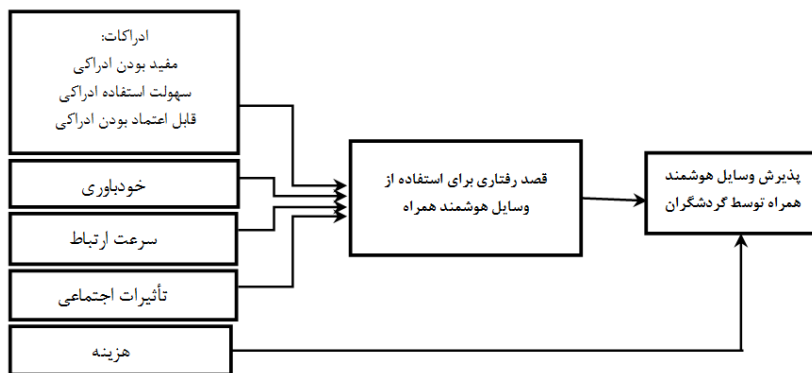 ادراکات:
مفید بودن ادراکی
سهولت استفاده ادراکی
قابل اعتماد بودن ادراکی
خودباوری
سرعت ارتباط
تأثیرات اجتماعی
هزینه
قصد رفتاری برای استفاده از
وسایل هوشمند همراه
پذیرش وسایل هوشمند
همراه توسط گردشگران